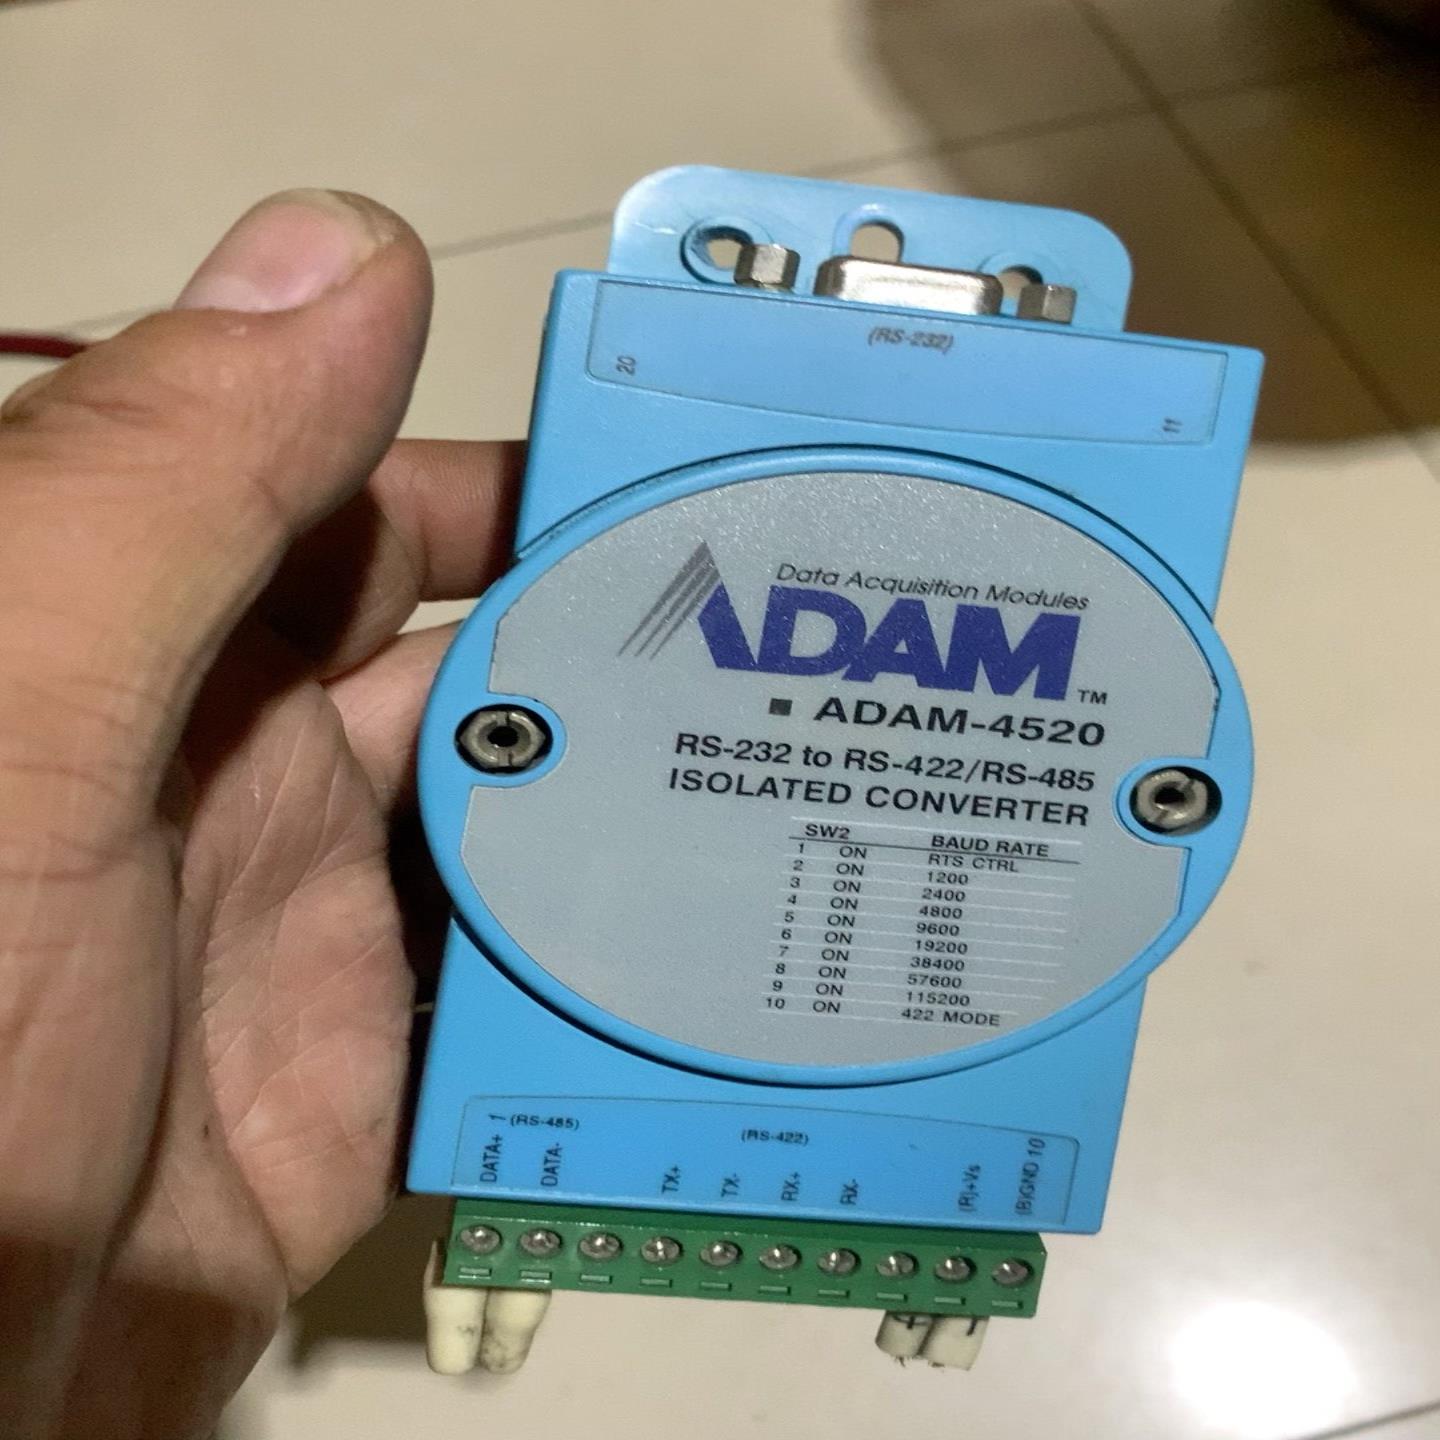 (RS-232)
20
11
Data Acquisition Modules
ADAM™
■ ADAM-4520
RS-232 to RS-422/RS-485
ISOLATED CONVERTER
SW2 BAUD RATE
1 ON RTS CTRL
2 ON 1200
3 ON 2400
4 ON 4800
5 ON 9600
6 ON 19200
7 ON 38400
8 ON 57600
9 ON 115200
10 ON 422 MODE
1 (RS-485) (RS-422) 10
DATA+ DATA- TX+ TX- RX+ RX- (R)+Vs (B)GND